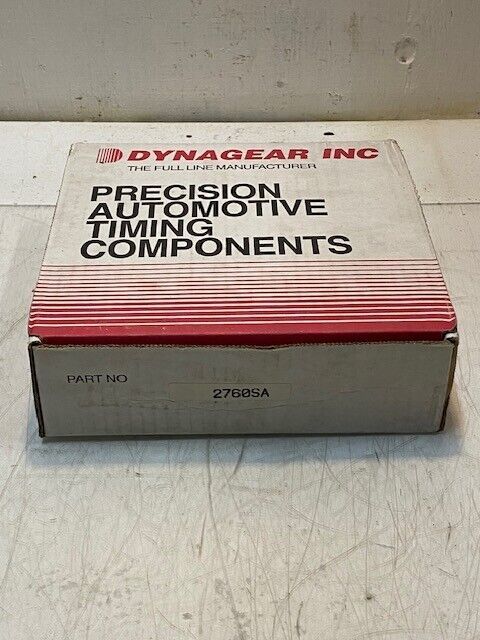 DYNAGEAR INC
THE FULL LINE MANUFACTURER
PRECISION
AUTOMOTIVE
TIMING
COMPONENTS
PART NO
2760SA